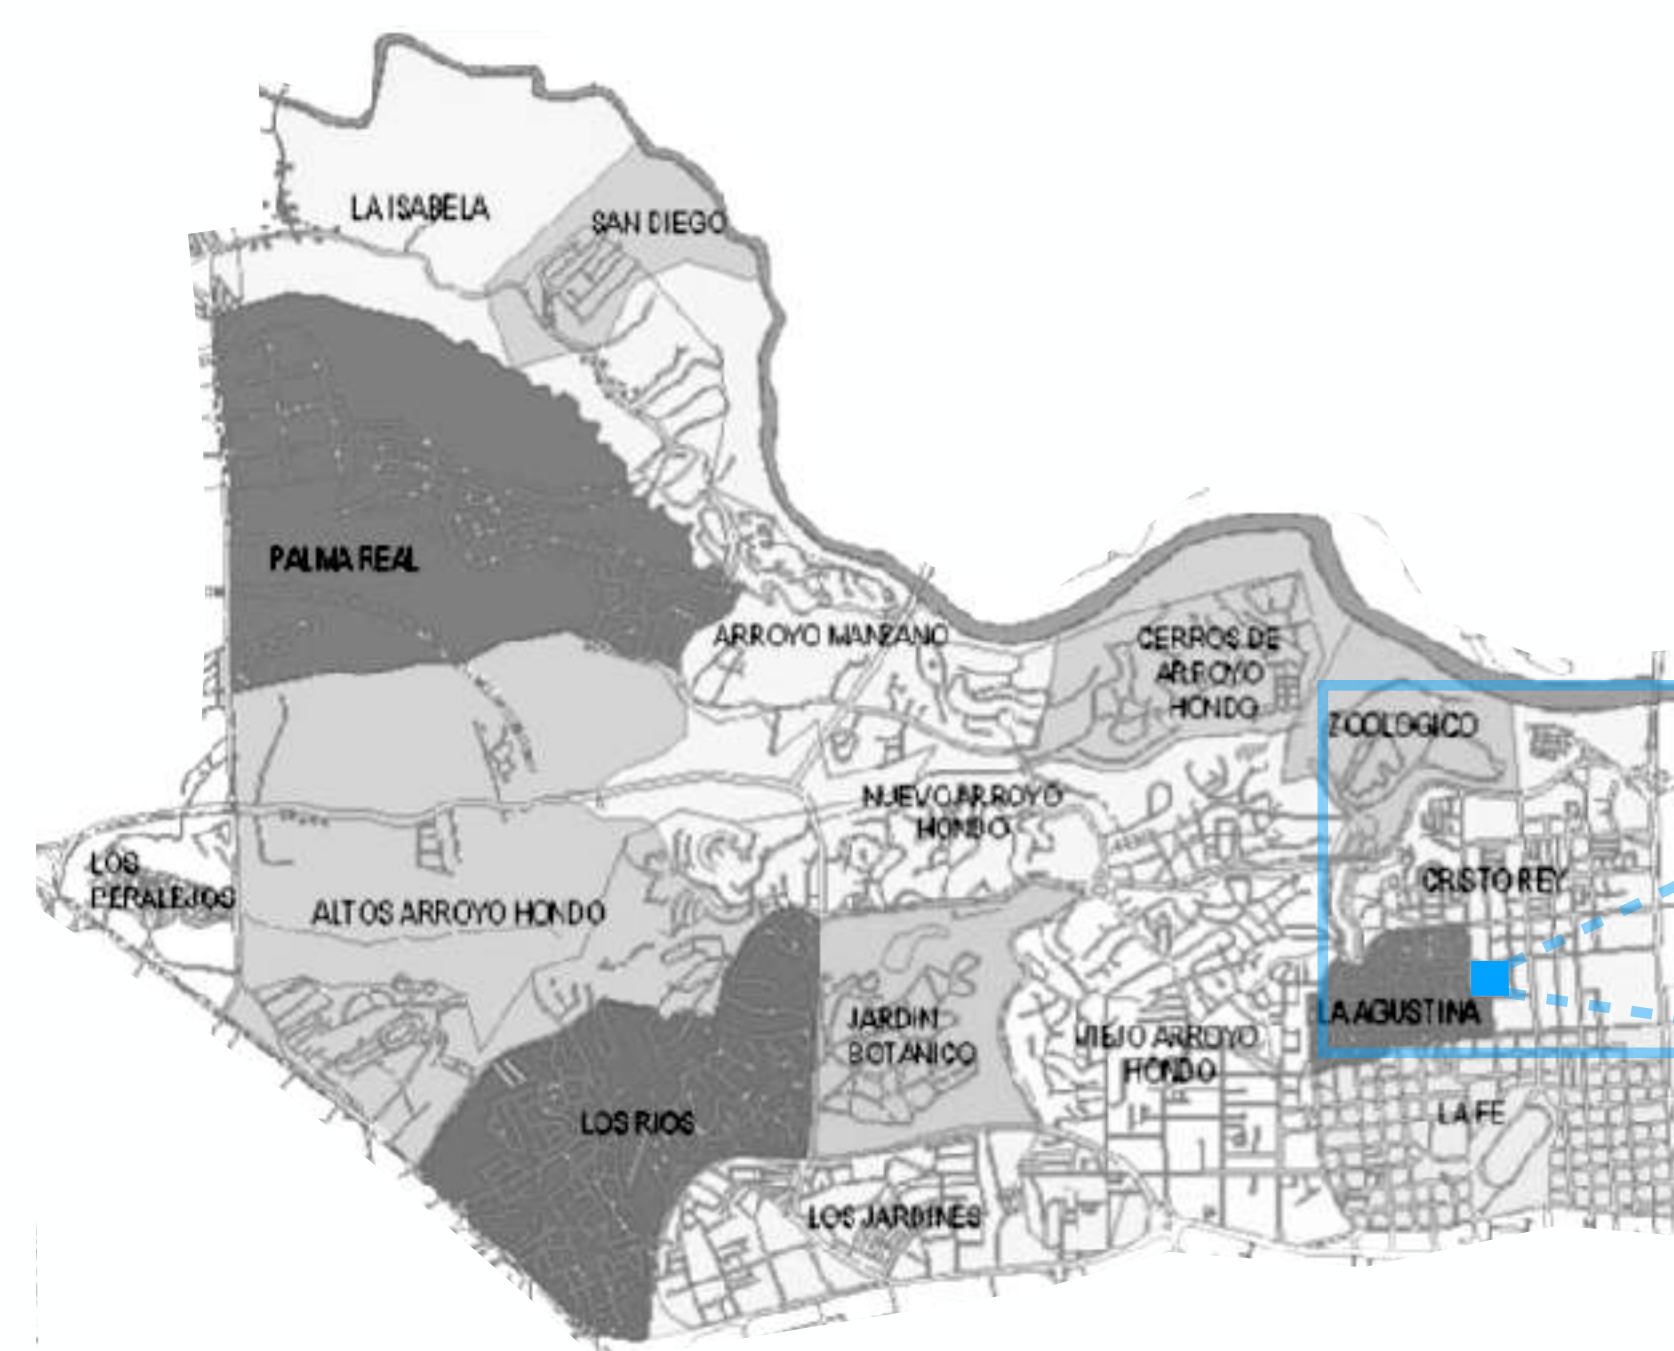 LA ISABELA
SAN DIEGO
PALMA REAL
ARROYO MANZANO
CERROS DE
ARROYO
HONDO
ZOOLOGICO
NUEVO ARROYO
HONDO
LOS
PERALEJOS
ALTOS ARROYO HONDO
CRISTO REY
JARDIN
BOTANICO
VIEJO ARROYO
HONDO
LA AGUSTINA
LOS RIOS
LA FE
LOS JARDINES